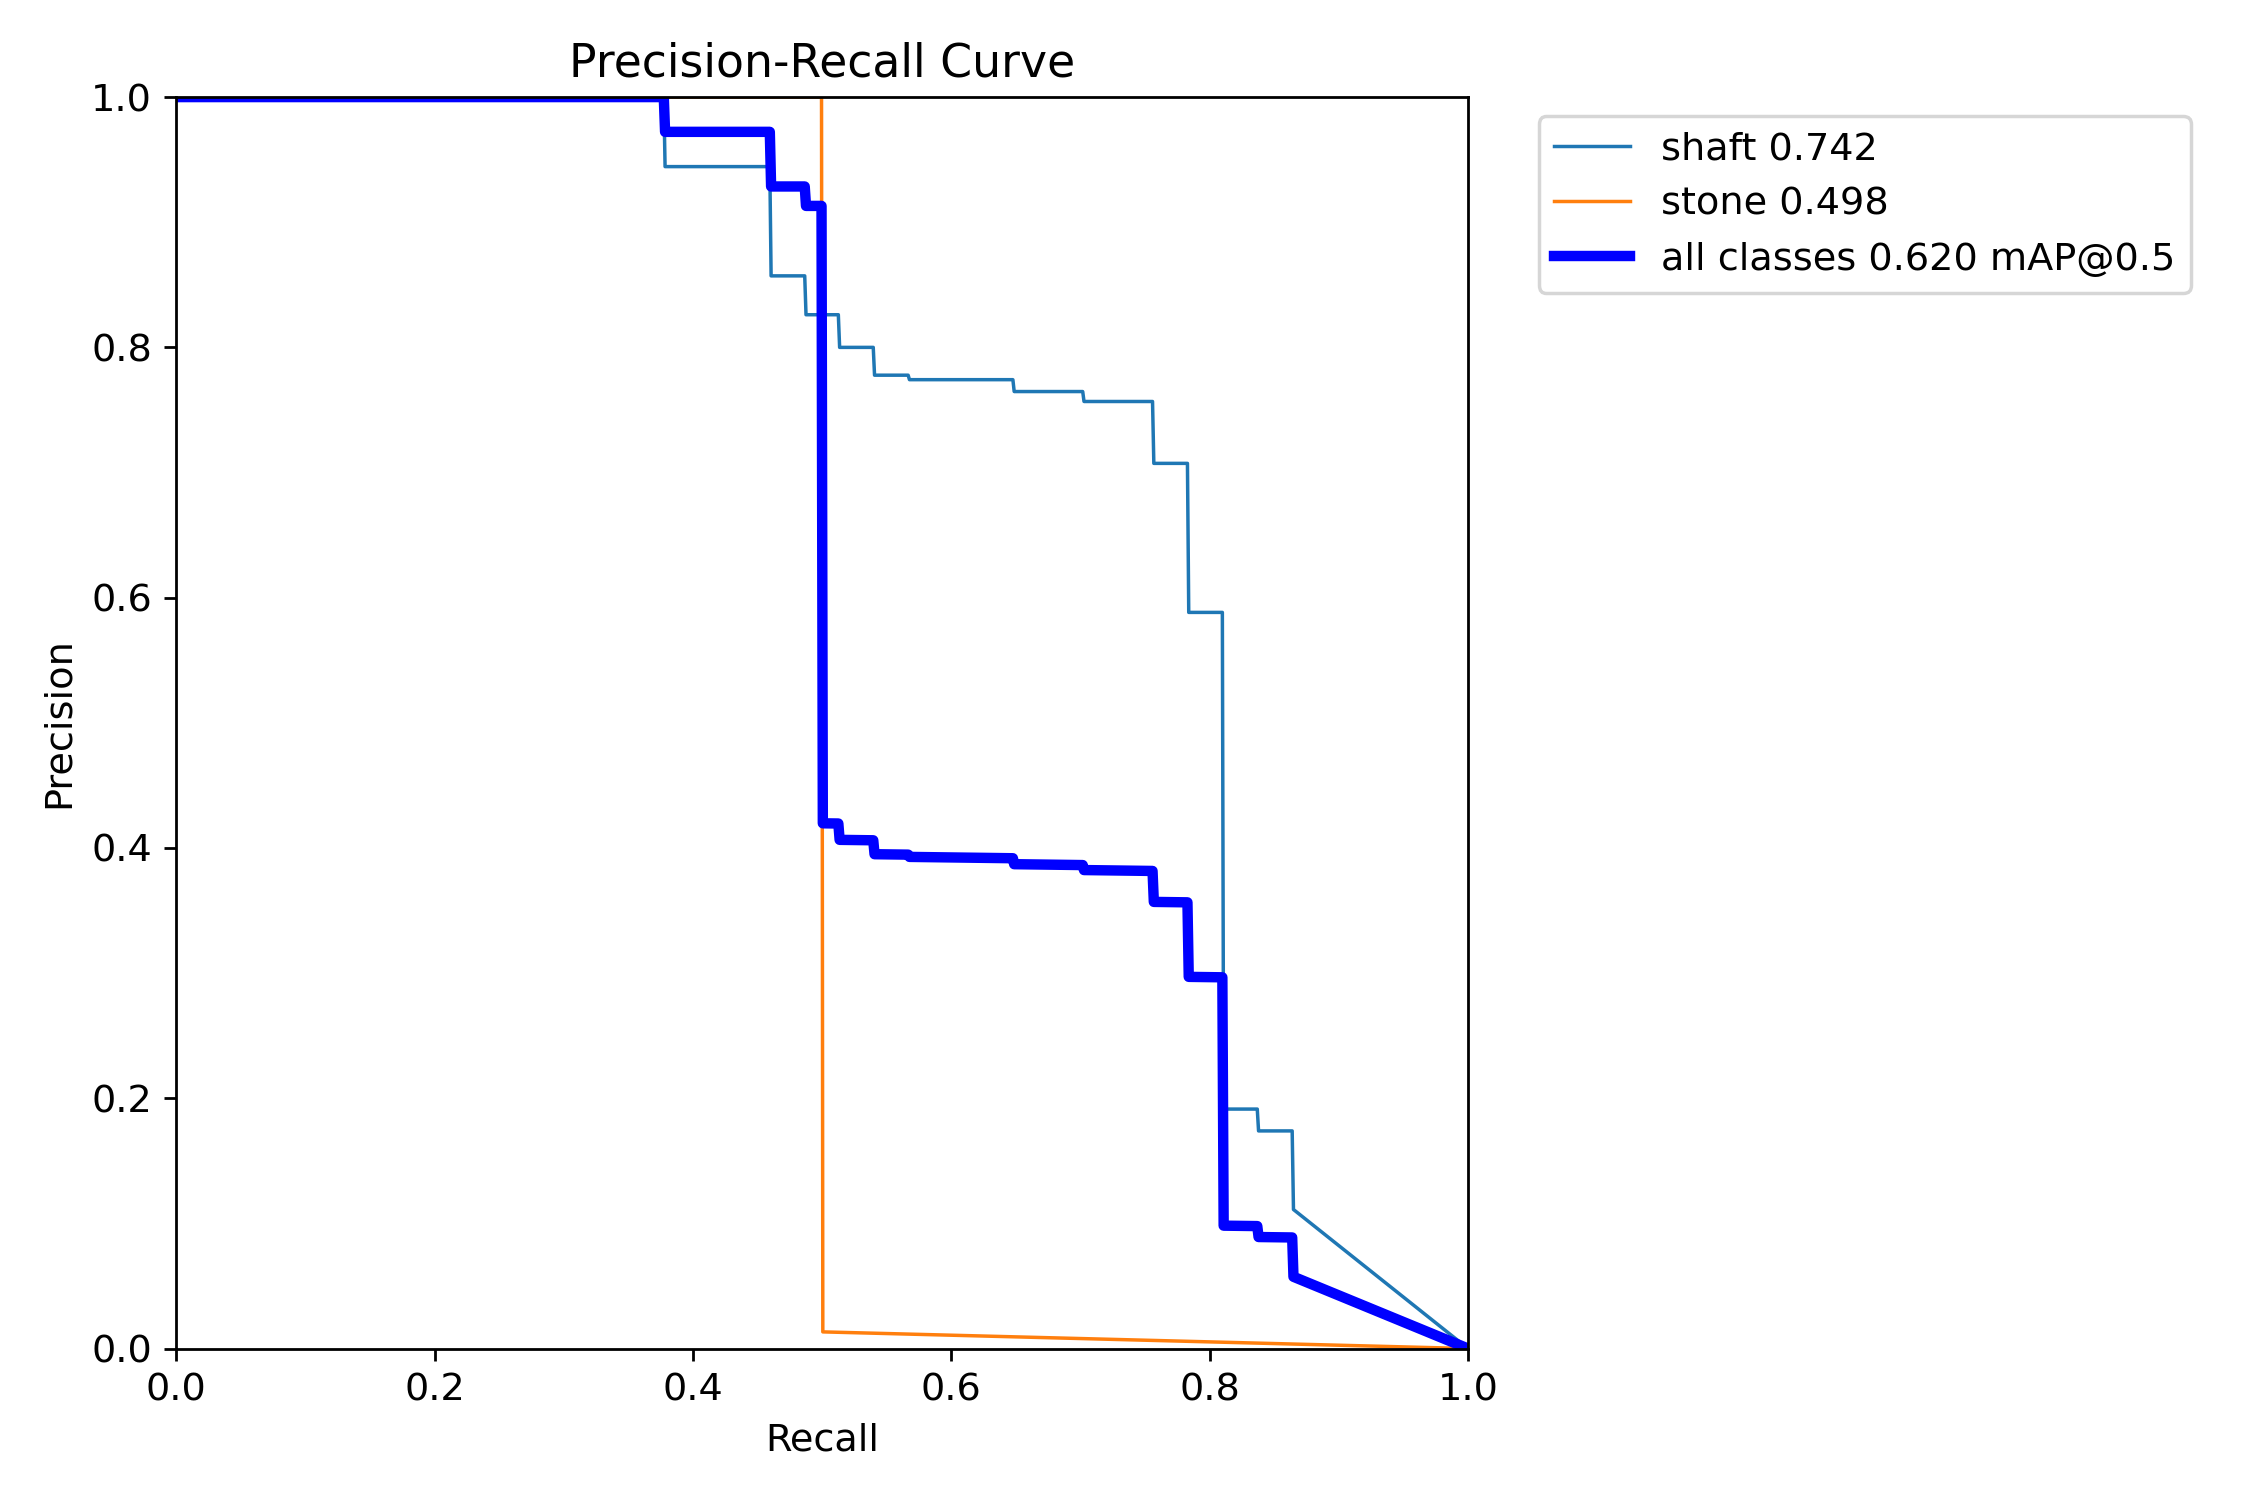 Precision-Recall Curve
1.0
0.8
0.6
0.4
0.2
0.0
Precision
0.0 0.2 0.4 0.6 0.8 1.0
Recall
shaft 0.742
stone 0.498
all classes 0.620 mAP@0.5